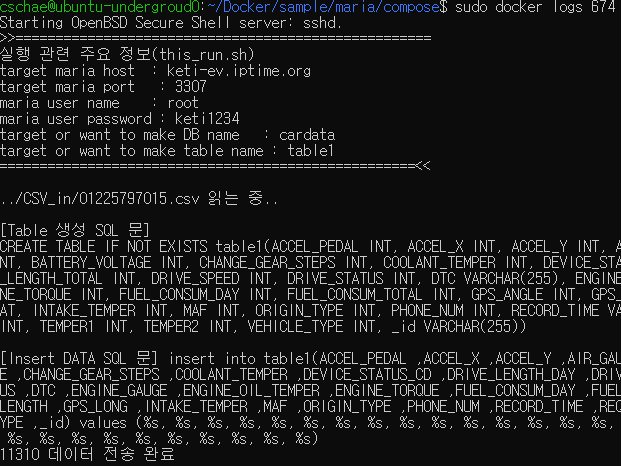 cschae@ubuntu-undergroud0:~/Docker/sample/maria/compose$ sudo docker logs 674
Starting OpenBSD Secure Shell server: sshd.
>>==================================================
실행 관련 주요 정보(this_run.sh)
target maria host  : keti-ev.iptime.org
target maria port   : 3307
maria user name    : root
maria user password : keti1234
target or want to make DB name   : cardata
target or want to make table name : table1
==================================================<<
../CSV_in/01225797015.csv 읽는 중..
[Table 생성 SQL 문]
CREATE TABLE IF NOT EXISTS table1(ACCEL_PEDAL INT, ACCEL_X INT, ACCEL_Y INT, A
NT, BATTERY_VOLTAGE INT, CHANGE_GEAR_STEPS INT, COOLANT_TEMPER INT, DEVICE_STA
_LENGTH_TOTAL INT, DRIVE_SPEED INT, DRIVE_STATUS INT, DTC VARCHAR(255), ENGINE
NE_TORQUE INT, FUEL_CONSUM_DAY INT, FUEL_CONSUM_TOTAL INT, GPS_ANGLE INT, GPS_
AT, INTAKE_TEMPER INT, MAF INT, ORIGIN_TYPE INT, PHONE_NUM INT, RECORD_TIME VA
INT, TEMPER1 INT, TEMPER2 INT, VEHICLE_TYPE INT, _id VARCHAR(255))
[Insert DATA SQL 문] insert into table1(ACCEL_PEDAL ,ACCEL_X ,ACCEL_Y ,AIR_GAU
E ,CHANGE_GEAR_STEPS ,COOLANT_TEMPER ,DEVICE_STATUS_CD ,DRIVE_LENGTH_DAY ,DRIV
US ,DTC ,ENGINE_GAUGE ,ENGINE_OIL_TEMPER ,ENGINE_TORQUE ,FUEL_CONSUM_DAY ,FUEL
LENGTH ,GPS_LONG ,INTAKE_TEMPER ,MAF ,ORIGIN_TYPE ,PHONE_NUM ,RECORD_TIME ,REQ
YPE ,_id) values (%s, %s, %s, %s, %s, %s, %s, %s, %s, %s, %s, %s, %s, %s, %s,
%s, %s, %s, %s, %s, %s, %s, %s, %s, %s)
11310 데이터 전송 완료